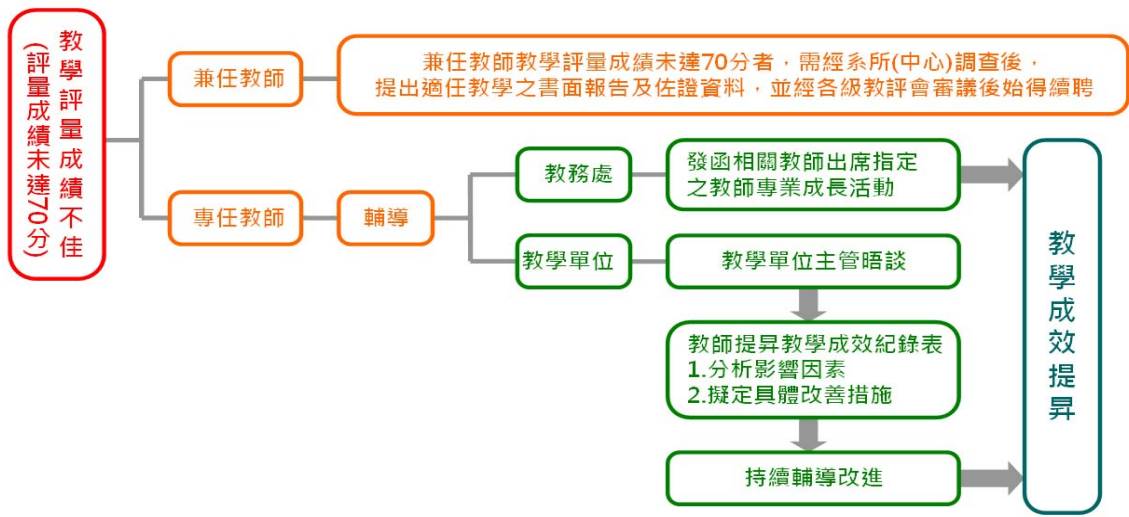 教學評量成績不佳
(評量成績未達70分)
兼任教師
兼任教師教學評量成績未達70分者，需經系所(中心)調查後，
提出適任教學之書面報告及佐證資料，並經各級教評會審議後始得續聘
專任教師
輔導
教務處
發函相關教師出席指定
之教師專業成長活動
教學單位
教學單位主管晤談
教師提昇教學成效紀錄表
1.分析影響因素
2.擬定具體改善措施
持續輔導改進
教學成效提昇